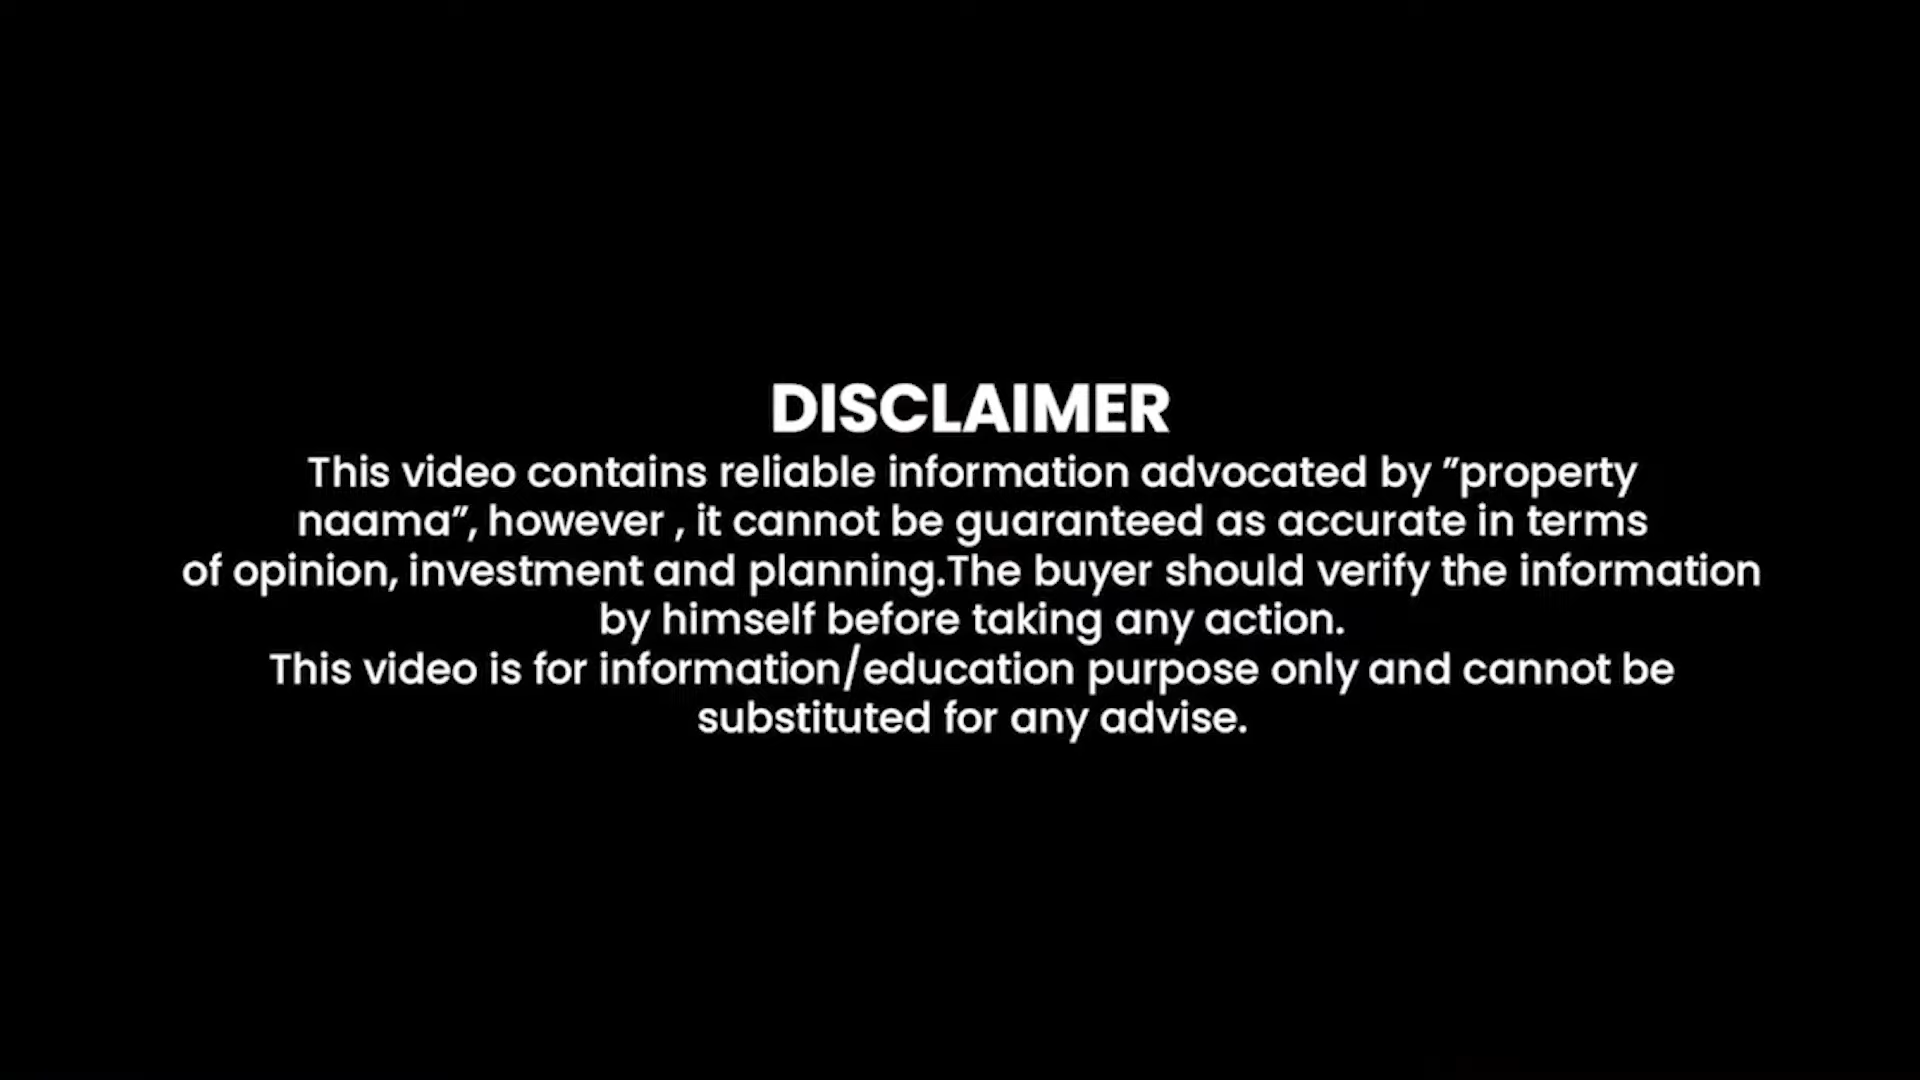 DISCLAIMER
This video contains reliable information advocated by ”property
naama”, however , it cannot be guaranteed as accurate in terms
of opinion, investment and planning.The buyer should verify the information
by himself before taking any action.
This video is for information/education purpose only and cannot be
substituted for any advise.